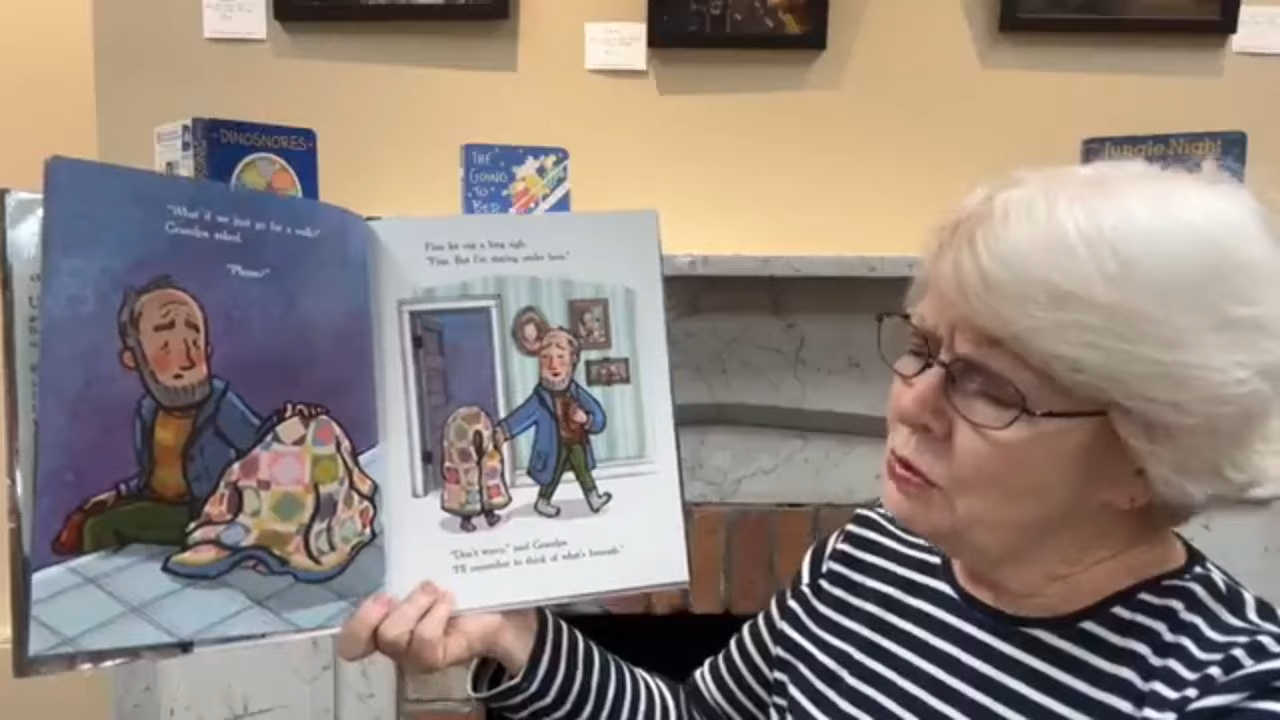 DINOSNORES
THE
GOING
TO
BED
Jungle Night
"What if we just go for a walk?"
Grandpa asked.
"Please?"
Finn let out a long sigh.
"Fine. But I'm staying under here."
"Don't worry," said Grandpa.
"I'll remember to think of what's beneath."